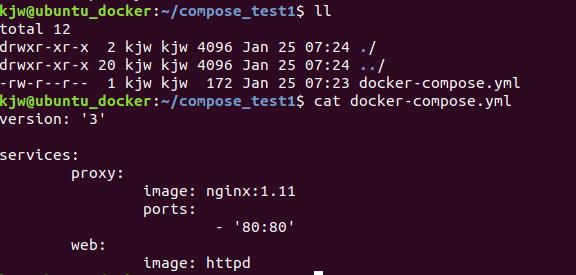 kjw@ubuntu_docker:~/compose_test1$ ll
total 12
drwxr-xr-x  2 kjw kjw 4096 Jan 25 07:24 ./
drwxr-xr-x 20 kjw kjw 4096 Jan 25 07:24 ../
-rw-r--r--  1 kjw kjw  172 Jan 25 07:23 docker-compose.yml
kjw@ubuntu_docker:~/compose_test1$ cat docker-compose.yml
version: '3'

services:
        proxy:
                image: nginx:1.11
                ports:
                        - '80:80'
        web:
                image: httpd